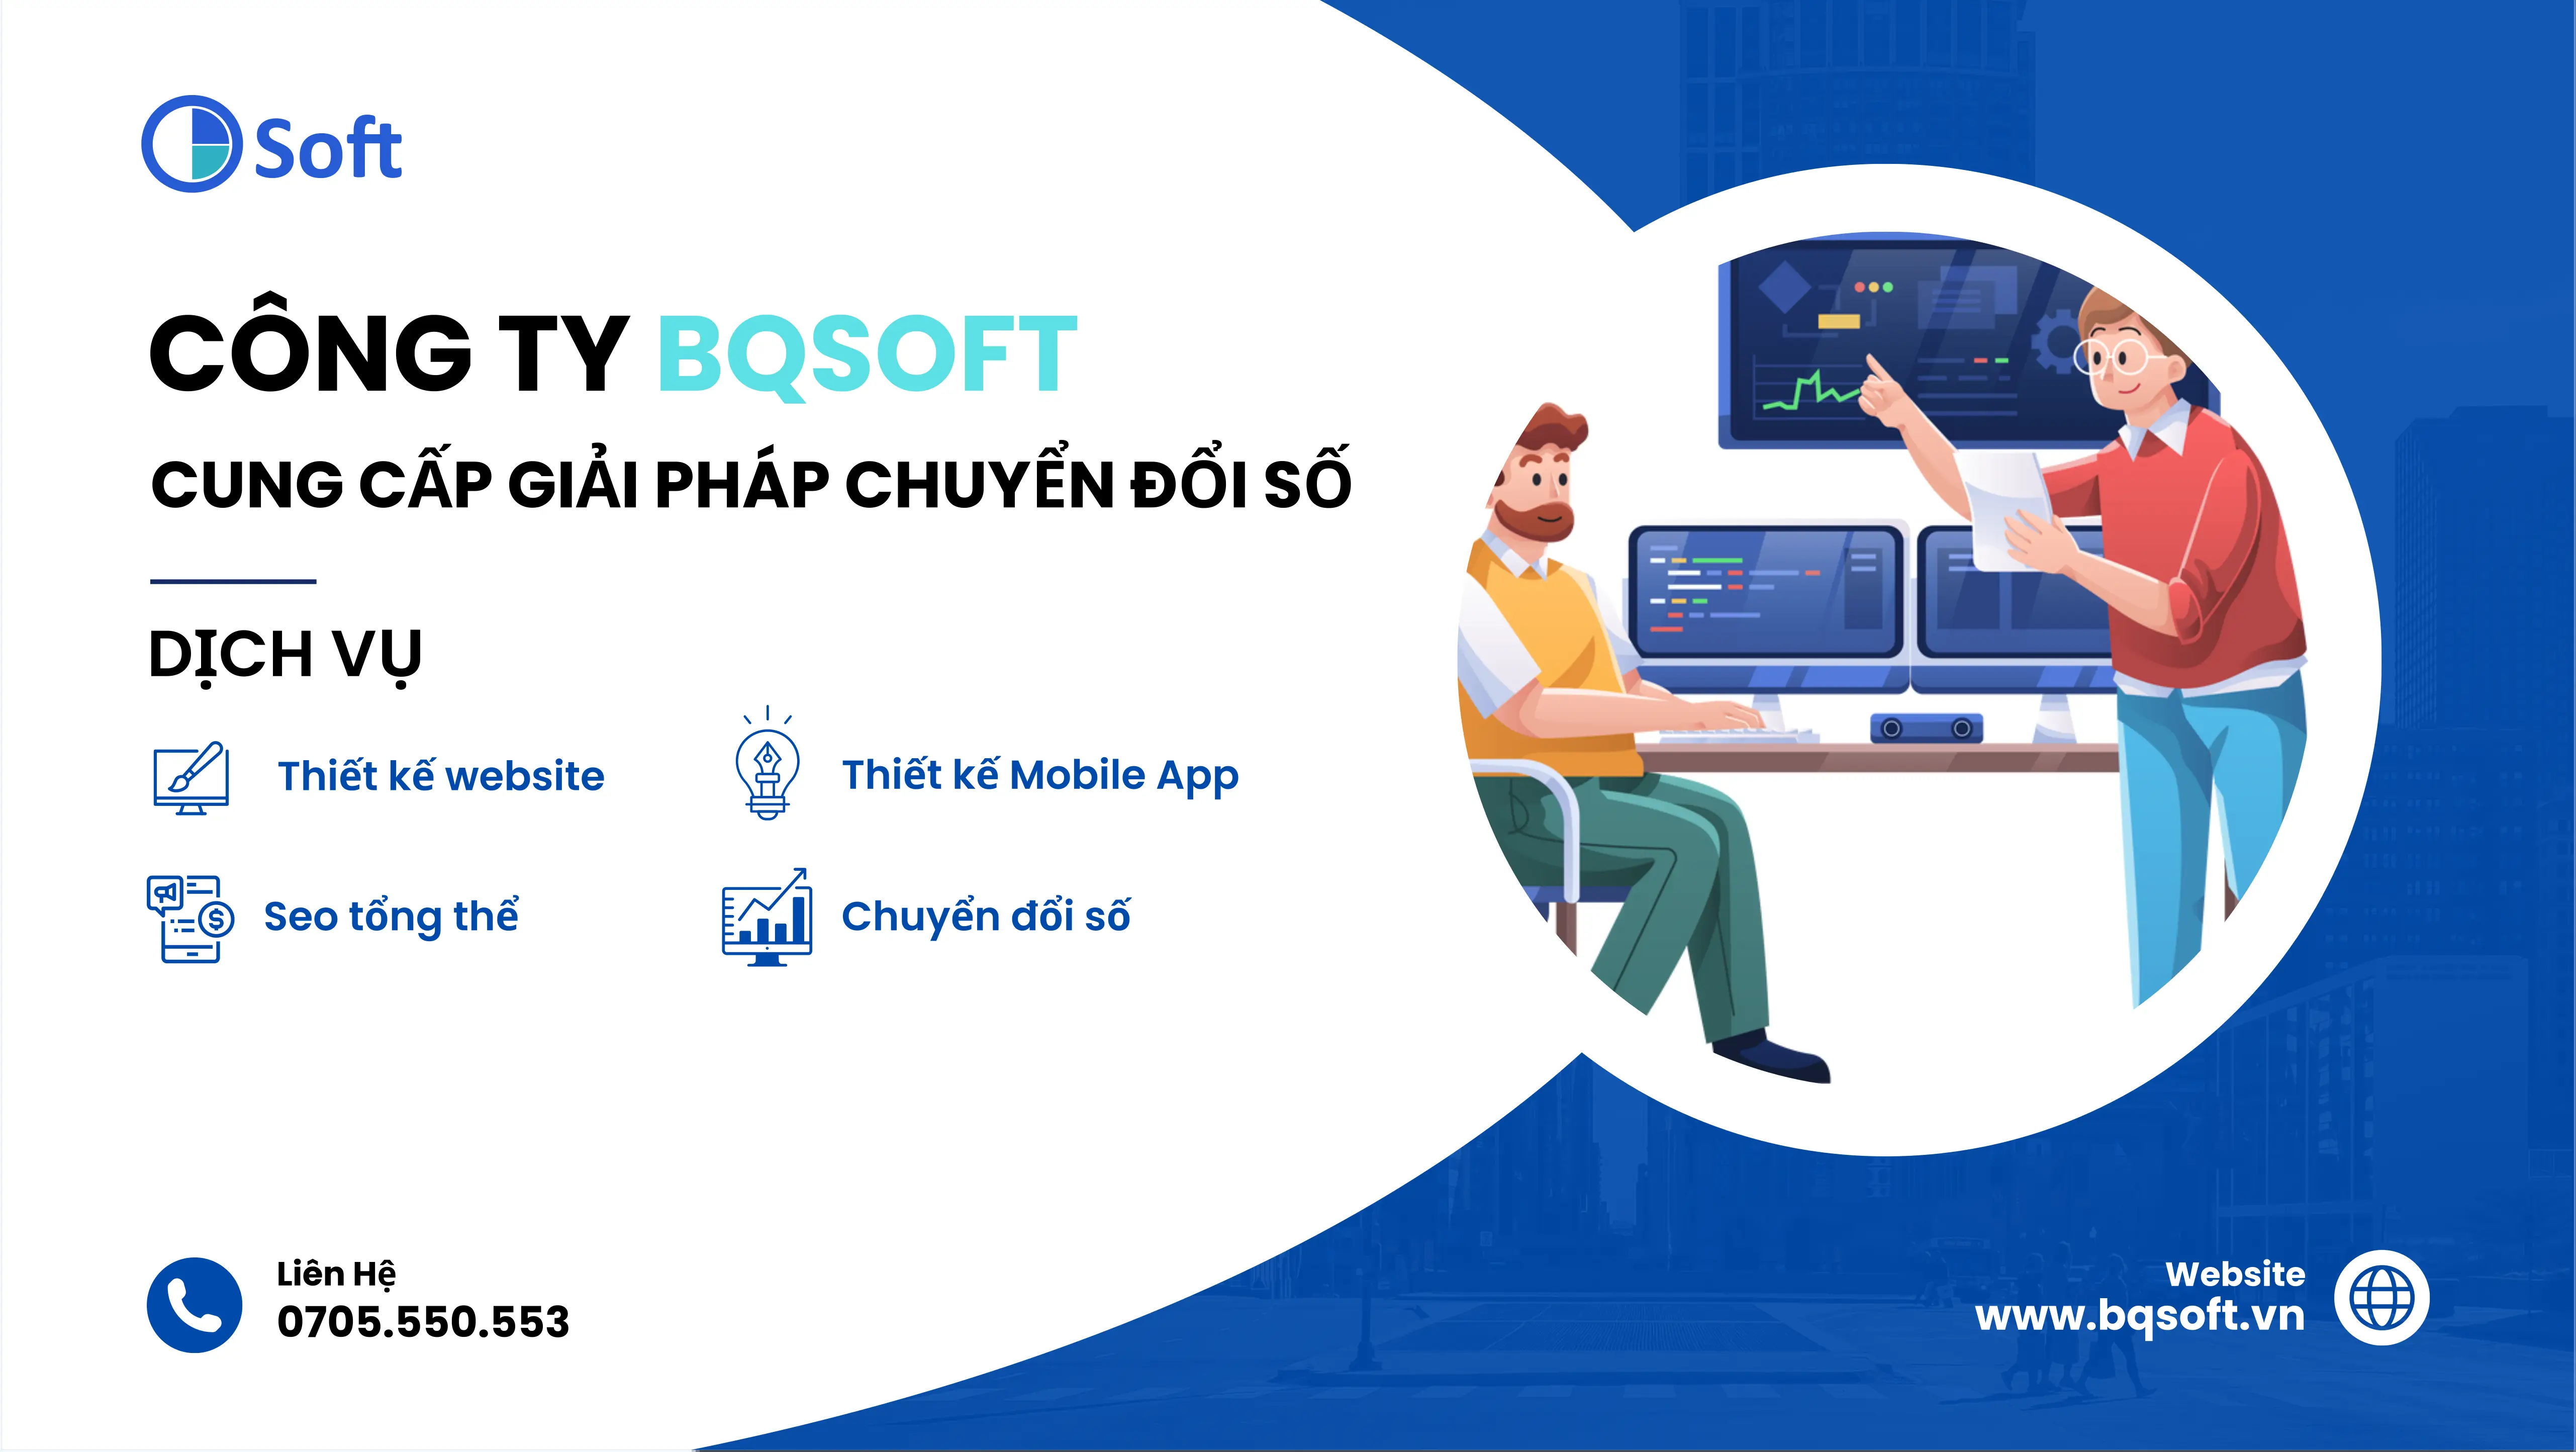 Soft
CÔNG TY BQSOFT
CUNG CẤP GIẢI PHÁP CHUYỂN ĐỔI SỐ
DỊCH VỤ
Thiết kế website
Thiết kế Mobile App
Seo tổng thể
Chuyển đổi số
Liên Hệ
0705.550.553
Website
www.bqsoft.vn